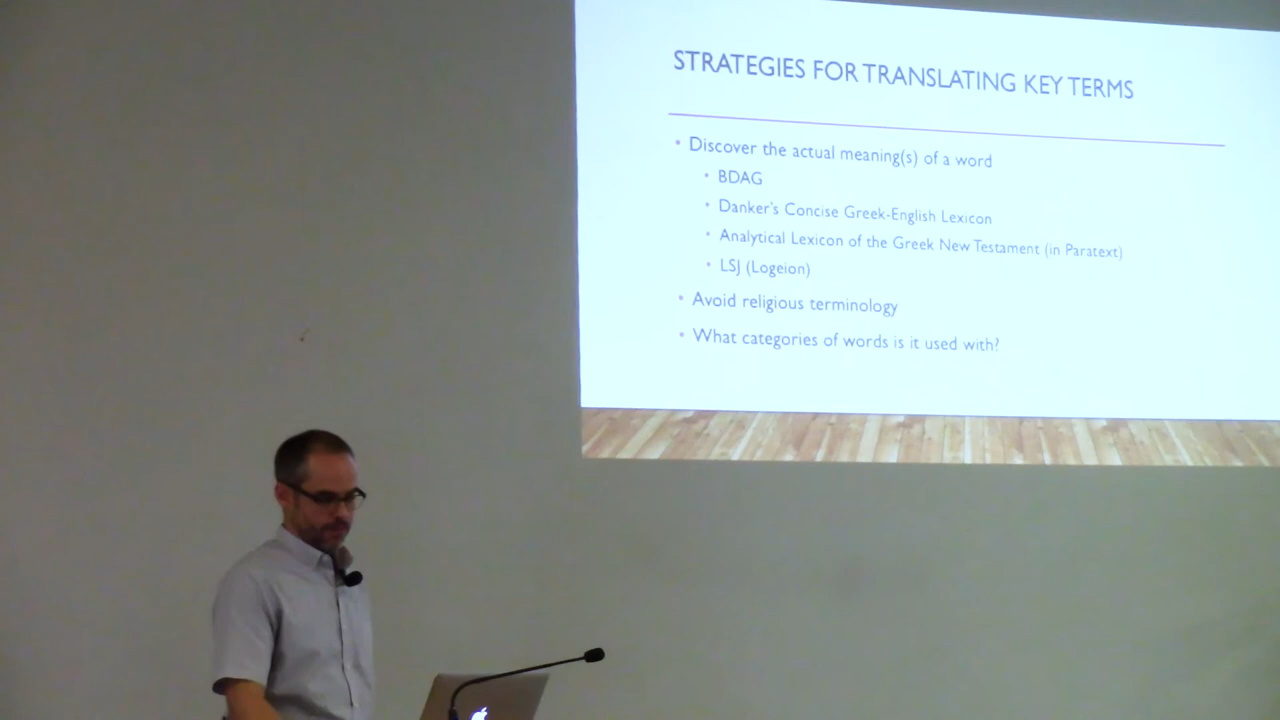 STRATEGIES FOR TRANSLATING KEY TERMS
• Discover the actual meaning(s) of a word
• BDAG
• Danker's Concise Greek-English Lexicon
• Analytical Lexicon of the Greek New Testament (in Paratext)
• LSJ (Logeion)
• Avoid religious terminology
• What categories of words is it used with?